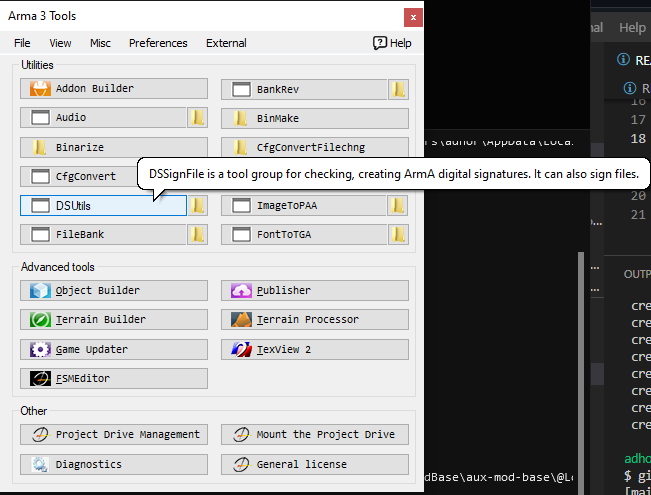 Arma 3 Tools
x
File View Misc Preferences External ? Help
Utilities
Addon Builder BankRev
Audio BinMake
Binarize CfgConvertFilechng
CfgConvert
DSSignFile is a tool group for checking, creating ArmA digital signatures. It can also sign files.
DSUtils ImageToPAA
FileBank FontToTGA
Advanced tools
Object Builder Publisher
Terrain Builder Terrain Processor
Game Updater TexView 2
FSMEditor
Other
Project Drive Management Mount the Project Drive
Diagnostics General license
rs\adhor\AppData\Loca
dBase\aux-mod-base\@Lo
nal Help
REA
R
16
17
18
20
21
OUTP
cre
cre
cre
cre
cre
cre
cre
cre
adho
$ gi
[mai